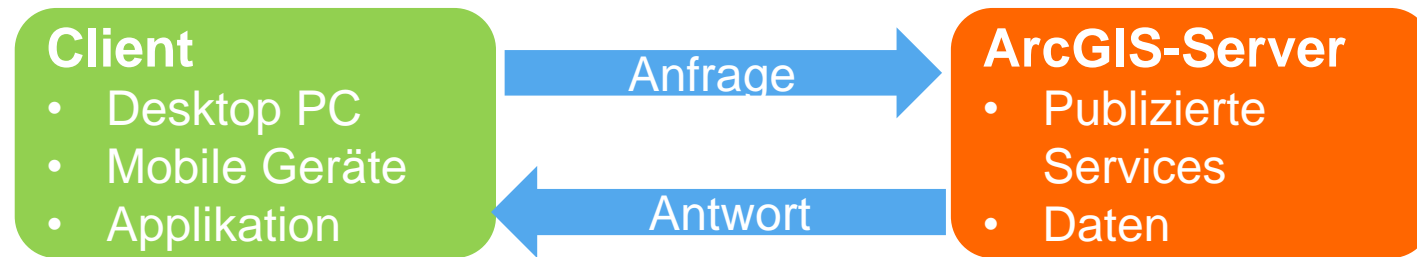 Client
• Desktop PC
• Mobile Geräte
• Applikation
Anfrage
Antwort
ArcGIS-Server
• Publizierte
Services
• Daten